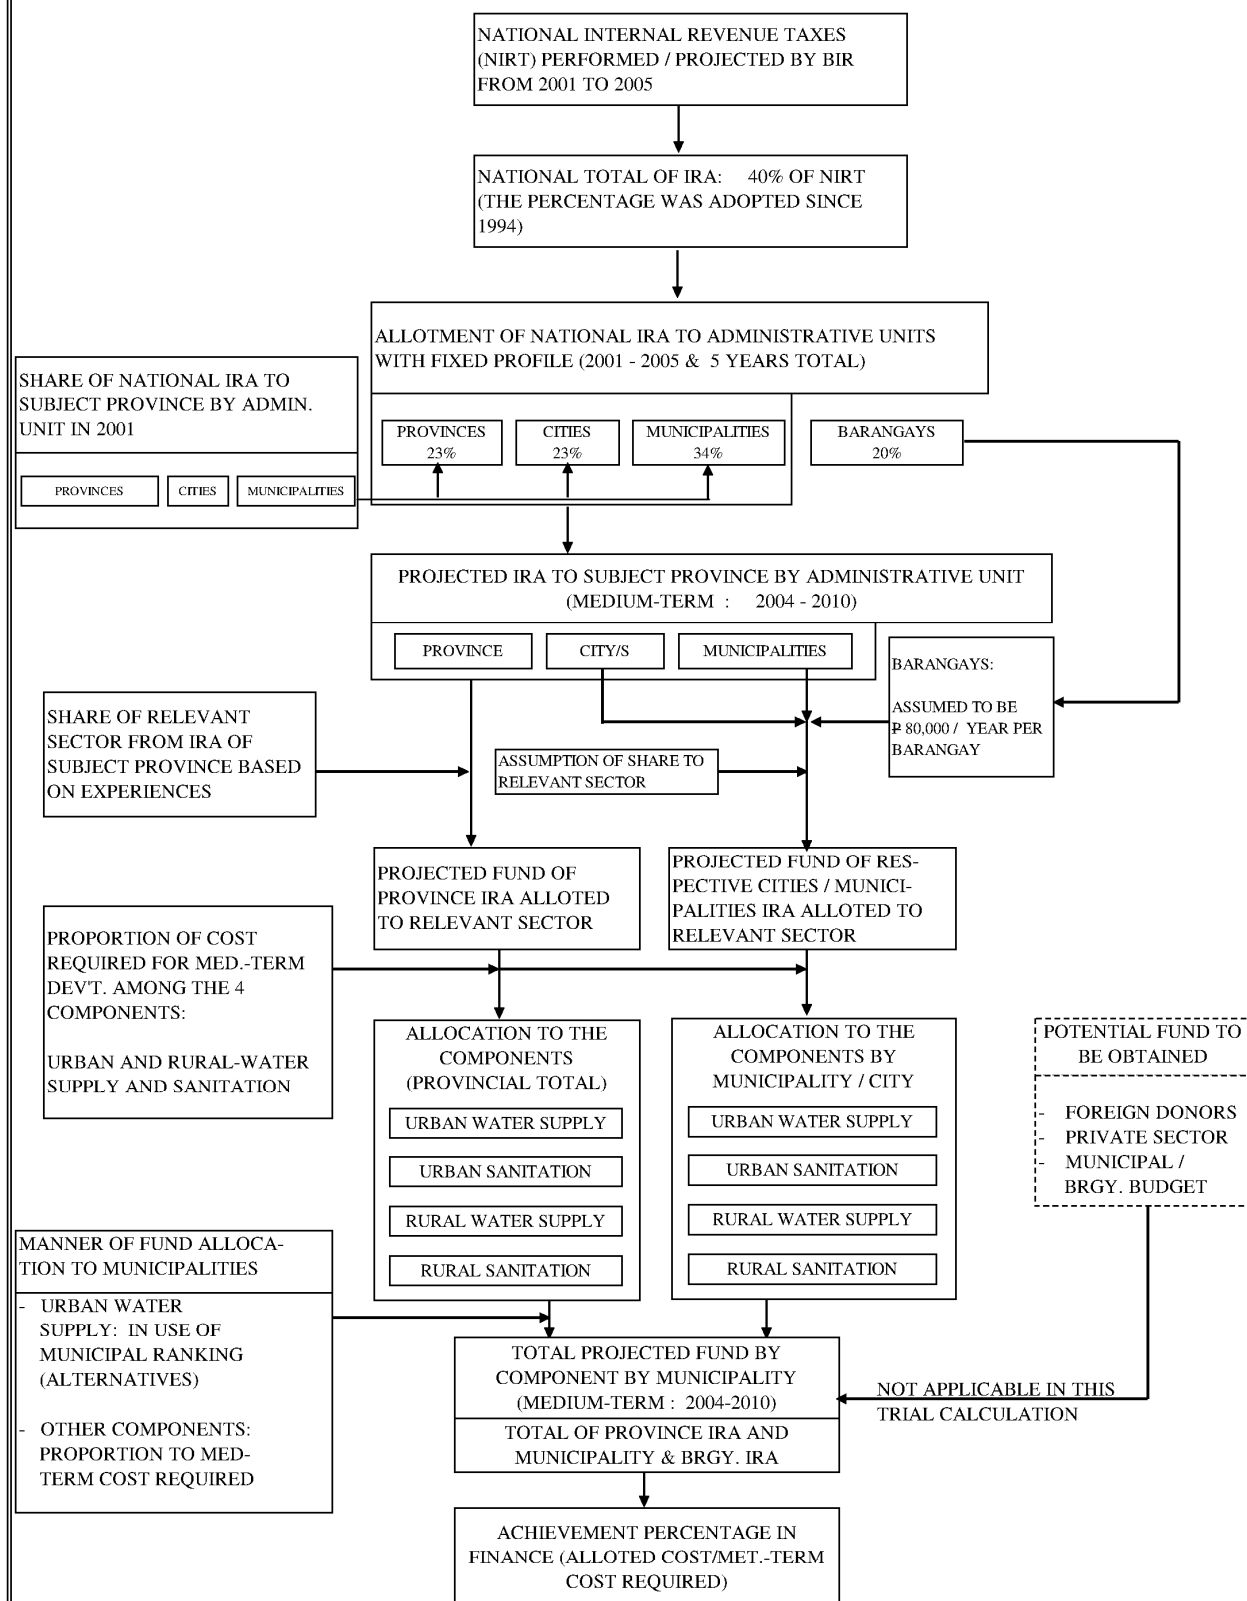 NATIONAL INTERNAL REVENUE TAXES
(NIRT) PERFORMED / PROJECTED BY BIR
FROM 2001 TO 2005
NATIONAL TOTAL OF IRA: 40% OF NIRT
(THE PERCENTAGE WAS ADOPTED SINCE
1994)
ALLOTMENT OF NATIONAL IRA TO ADMINISTRATIVE UNITS
WITH FIXED PROFILE (2001 - 2005 & 5 YEARS TOTAL)
SHARE OF NATIONAL IRA TO
SUBJECT PROVINCE BY ADMIN.
UNIT IN 2001
PROVINCES
23%
CITIES
23%
MUNICIPALITIES
34%
BARANGAYS
20%
PROVINCES
CITIES
MUNICIPALITIES
PROJECTED IRA TO SUBJECT PROVINCE BY ADMINISTRATIVE UNIT
(MEDIUM-TERM : 2004 - 2010)
PROVINCE
CITY/S
MUNICIPALITIES
BARANGAYS:
ASSUMED TO BE
₱ 80,000 / YEAR PER
BARANGAY
SHARE OF RELEVANT
SECTOR FROM IRA OF
SUBJECT PROVINCE BASED
ON EXPERIENCES
ASSUMPTION OF SHARE TO
RELEVANT SECTOR
PROJECTED FUND OF
PROVINCE IRA ALLOTED
TO RELEVANT SECTOR
PROJECTED FUND OF RES-
PECTIVE CITIES / MUNICI-
PALITIES IRA ALLOTED TO
RELEVANT SECTOR
PROPORTION OF COST
REQUIRED FOR MED.-TERM
DEV'T. AMONG THE 4
COMPONENTS:
URBAN AND RURAL-WATER
SUPPLY AND SANITATION
ALLOCATION TO THE
COMPONENTS
(PROVINCIAL TOTAL)
URBAN WATER SUPPLY
URBAN SANITATION
RURAL WATER SUPPLY
RURAL SANITATION
ALLOCATION TO THE
COMPONENTS BY
MUNICIPALITY / CITY
URBAN WATER SUPPLY
URBAN SANITATION
RURAL WATER SUPPLY
RURAL SANITATION
POTENTIAL FUND TO
BE OBTAINED
- FOREIGN DONORS
- PRIVATE SECTOR
- MUNICIPAL /
BRGY. BUDGET
MANNER OF FUND ALLOCA-
TION TO MUNICIPALITIES
- URBAN WATER
SUPPLY: IN USE OF
MUNICIPAL RANKING
(ALTERNATIVES)
- OTHER COMPONENTS:
PROPORTION TO MED-
TERM COST REQUIRED
TOTAL PROJECTED FUND BY
COMPONENT BY MUNICIPALITY
(MEDIUM-TERM : 2004-2010)
TOTAL OF PROVINCE IRA AND
MUNICIPALITY & BRGY. IRA
NOT APPLICABLE IN THIS
TRIAL CALCULATION
ACHIEVEMENT PERCENTAGE IN
FINANCE (ALLOTED COST/MET.-TERM
COST REQUIRED)